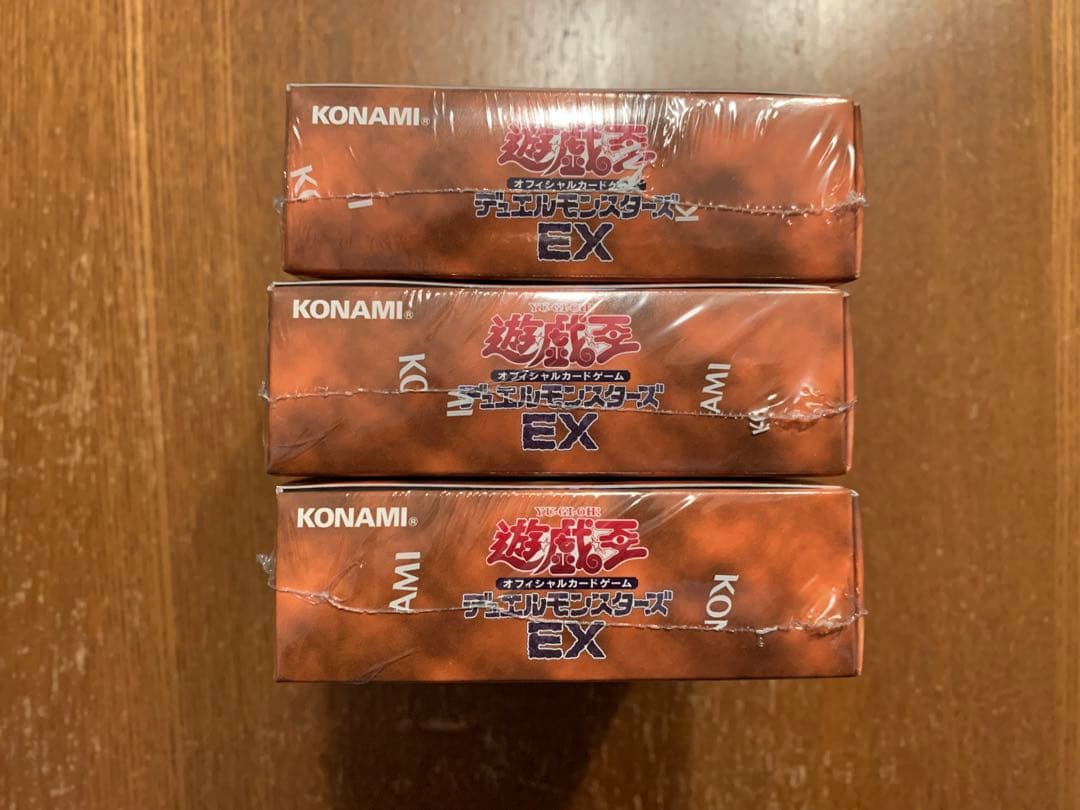 KONAMI®
遊戯王
オフィシャルカードゲーム
デュエルモンスターズ
EX
KONAMI®
YU-GI-OH!
遊戯王
オフィシャルカードゲーム
デュエルモンスターズ
EX
KO
AMI
KONAMI®
YU-GI-OH!
遊戯王
オフィシャルカードゲーム
デュエルモンスターズ
EX
AMI
KON